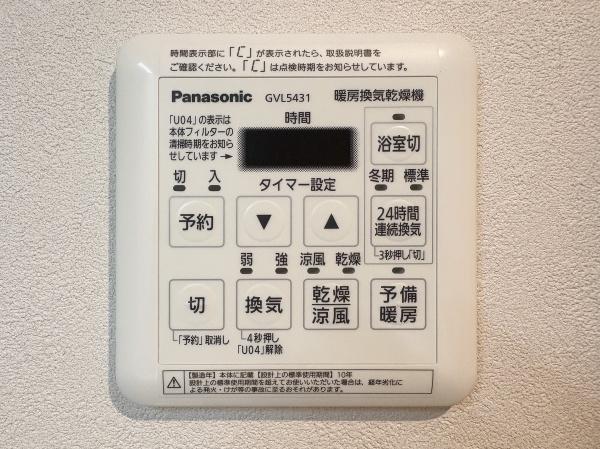 時間表示部に「C」が表示されたら、取扱説明書を
ご確認ください。「C」は点検時期をお知らせしています。
Panasonic GVL5431 暖房換気乾燥機
「U04」の表示は
本体フィルターの
清掃時期をお知ら
せしています→
時間
浴室切
切 入
タイマー設定
冬期 標準
予約
▼
▲
24時間
連続換気
3秒押し「切」
弱 強 涼風 乾燥
切
換気
乾燥
涼風
予備
暖房
「予約」取消し
4秒押し
「U04」解除
【製造年】本体に記載【設計上の標準使用期間】10年
設計上の標準使用期間を超えてお使いいただいた場合は、経年劣化に
よる発火・けが等の事故に至るおそれがあります。